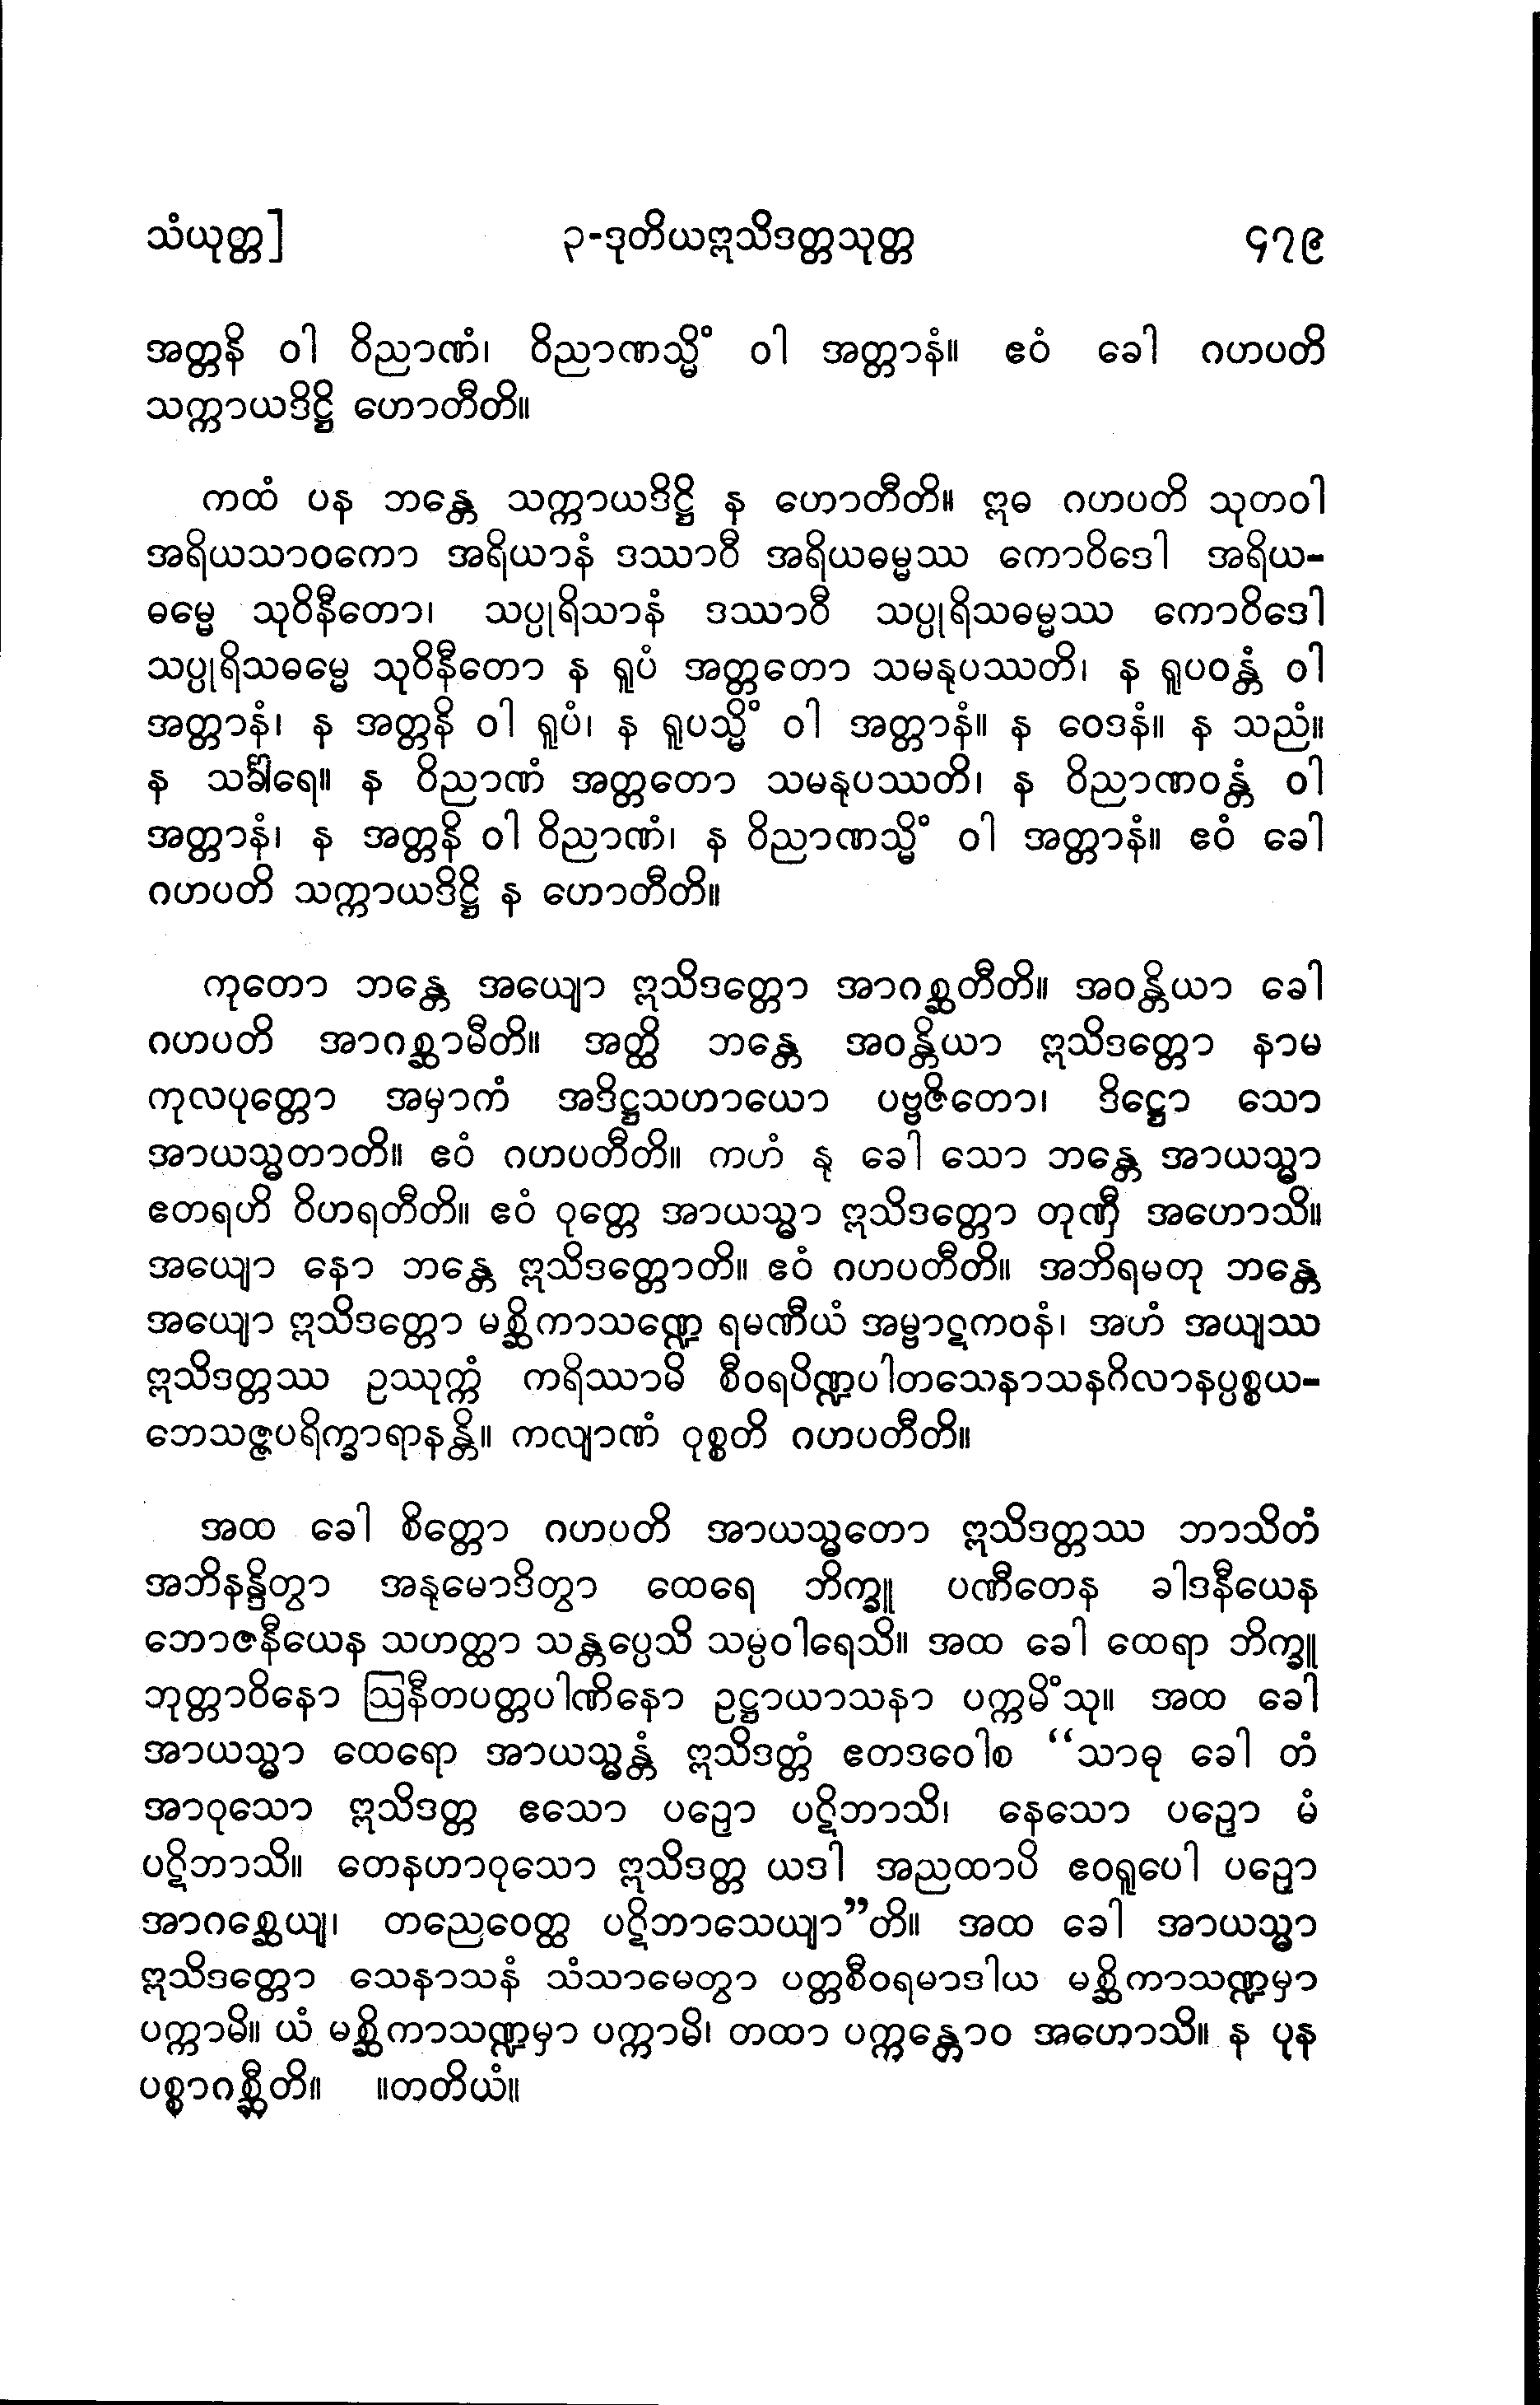 သံယုတ္တ]	၃-ဒုတိယဣသိဒတ္တသုတ္တ	၄၇၉
အတ္တနိ ဝါ ဝိညာဏံ၊ ဝိညာဏသ္မိံ ဝါ အတ္တာနံ။ ဧဝံ ခေါ ဂဟပတိ
သက္ကာယဒိဋ္ဌိ ဟောတီတိ။
ကထံ ပန ဘန္တေ သက္ကာယဒိဋ္ဌိ န ဟောတီတိ။ ဣဓ ဂဟပတိ သုတဝါ
အရိယသာဝကော အရိယာနံ ဒဿာဝီ အရိယဓမ္မဿ ကောဝိဒေါ အရိယ-
ဓမ္မေ သုဝိနီတော၊ သပ္ပုရိသာနံ ဒဿာဝီ သပ္ပုရိသဓမ္မဿ ကောဝိဒေါ
သပ္ပုရိသဓမ္မေ သုဝိနီတော န ရူပံ အတ္တတော သမနုပဿတိ၊ န ရူပဝန္တံ ဝါ
အတ္တာနံ၊ န အတ္တနိ ဝါ ရူပံ၊ န ရူပသ္မိံ ဝါ အတ္တာနံ။ န ဝေဒနံ။ န သညံ။
န သင်္ခါရေ။ န ဝိညာဏံ အတ္တတော သမနုပဿတိ၊ န ဝိညာဏဝန္တံ ဝါ
အတ္တာနံ၊ န အတ္တနိ ဝါ ဝိညာဏံ၊ န ဝိညာဏသ္မိံ ဝါ အတ္တာနံ။ ဧဝံ ခေါ
ဂဟပတိ သက္ကာယဒိဋ္ဌိ န ဟောတီတိ။
ကုတော ဘန္တေ အယျော ဣသိဒတ္တော အာဂစ္ဆတီတိ။ အဝန္တိယာ ခေါ
ဂဟပတိ အာဂစ္ဆာမီတိ။ အတ္ထိ ဘန္တေ အဝန္တိယာ ဣသိဒတ္တော နာမ
ကုလပုတ္တော အမှာကံ အဒိဋ္ဌသဟာယော ပဗ္ဗဇိတော၊ ဒိဋ္ဌော သော
အာယသ္မတာတိ။ ဧဝံ ဂဟပတီတိ။ ကဟံ နု ခေါ သော ဘန္တေ အာယသ္မာ
ဧတရဟိ ဝိဟရတီတိ။ ဧဝံ ဝုတ္တေ အာယသ္မာ ဣသိဒတ္တော တုဏှီ အဟောသိ။
အယျော နော ဘန္တေ ဣသိဒတ္တောတိ။ ဧဝံ ဂဟပတီတိ။ အဘိရမတု ဘန္တေ
အယျော ဣသိဒတ္တော မစ္ဆိကာသဏ္ဍေ ရမဏီယံ အမ္ဗာဋကဝနံ၊ အဟံ အယျဿ
ဣသိဒတ္တဿ ဥဿုက္ကံ ကရိဿာမိ စီဝရပိဏ္ဍပါတသေနာသနဂိလာနပ္ပစ္စယ-
ဘေသဇ္ဇပရိက္ခာရာနန္တိ။ ကလျာဏံ ဝုစ္စတိ ဂဟပတီတိ။
အထ ခေါ စိတ္တော ဂဟပတိ အာယသ္မတော ဣသိဒတ္တဿ ဘာသိတံ
အဘိနန္ဒိတွာ အနုမောဒိတွာ ထေရေ ဘိက္ခူ ပဏီတေန ခါဒနီယေန
ဘောဇနီယေန သဟတ္ထာ သန္တပ္ပေသိ သမ္ပဝါရေသိ။ အထ ခေါ ထေရာ ဘိက္ခူ
ဘုတ္တာဝိနော ဩနီတပတ္တပါဏိနော ဥဋ္ဌာယာသနာ ပက္ကမိံသု။ အထ ခေါ
အာယသ္မာ ထေရော အာယသ္မန္တံ ဣသိဒတ္တံ ဧတဒဝေါစ “သာဓု ခေါ တံ
အာဝုသော ဣသိဒတ္တ ဧသော ပဉှော ပဋိဘာသိ၊ နေသော ပဉှော မံ
ပဋိဘာသိ။ တေနဟာဝုသော ဣသိဒတ္တ ယဒါ အညထာပိ ဧဝရူပေါ ပဉှော
အာဂစ္ဆေယျ၊ တညေဝေတ္ထ ပဋိဘာသေယျာ”တိ။ အထ ခေါ အာယသ္မာ
ဣသိဒတ္တော သေနာသနံ သံသာမေတွာ ပတ္တစီဝရမာဒါယ မစ္ဆိကာသဏ္ဍမှာ
ပက္ကာမိ။ ယံ မစ္ဆိကာသဏ္ဍမှာ ပက္ကာမိ၊ တထာ ပက္ကန္တောဝ အဟောသိ။ န ပုန
ပစ္စာဂစ္ဆီတိ။ ။တတိယံ။